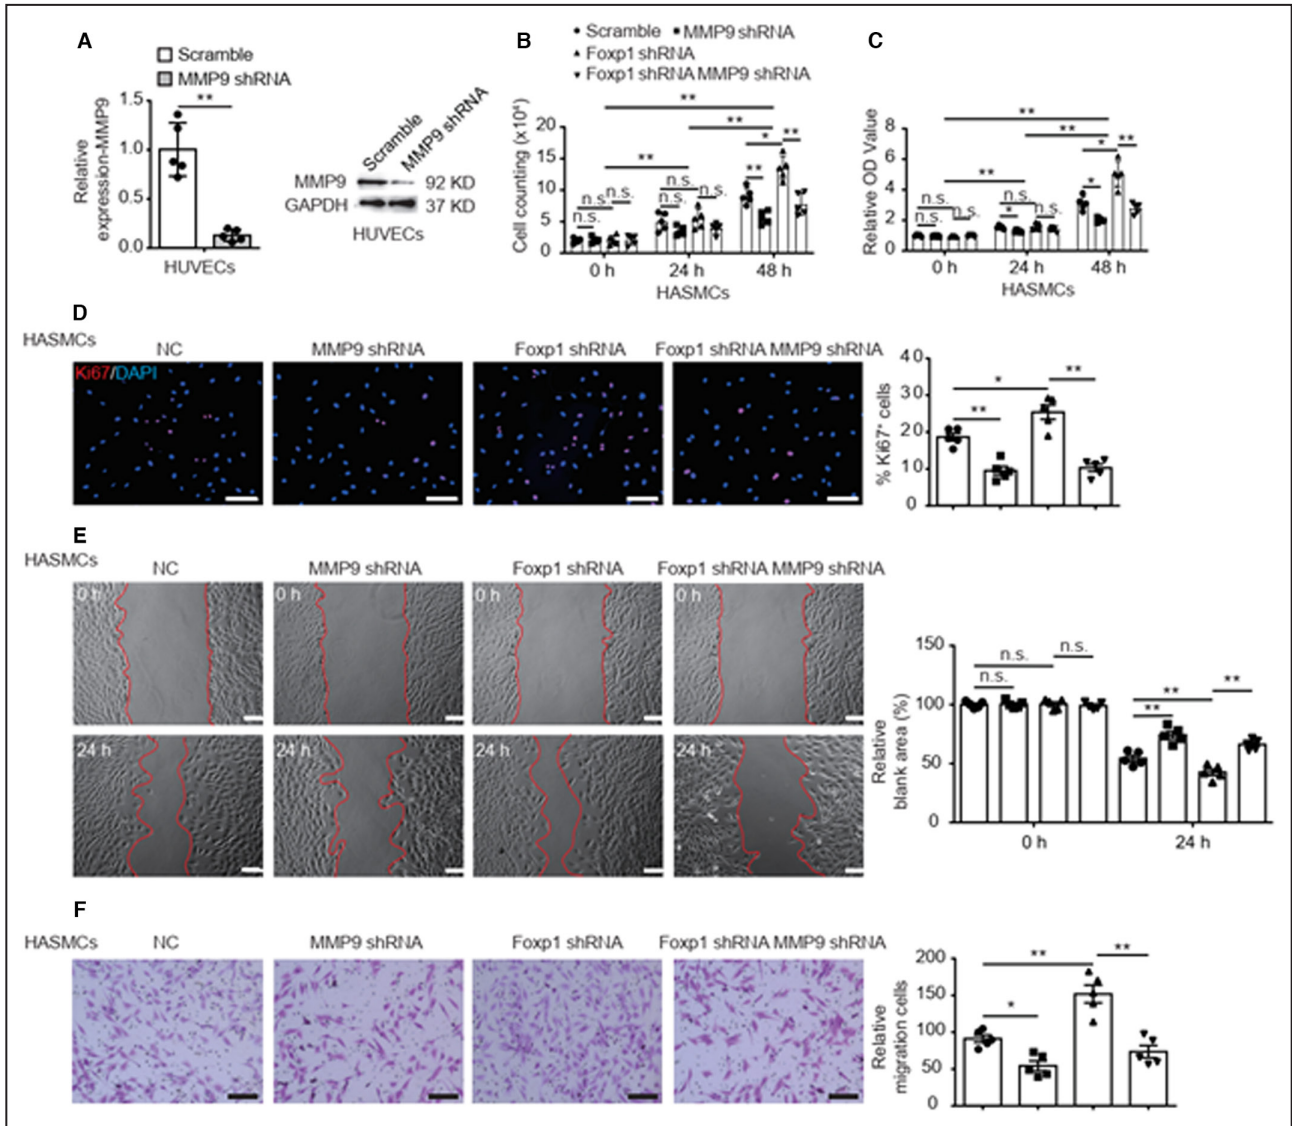 A
Scramble
MMP9 shRNA
Relative
expression-MMP9
1.5
1.0
0.5
0.0
**
HUVECs
Scramble
MMP9 shRNA
MMP9
92 KD
GAPDH
37 KD
HUVECs
B
Scramble MMP9 shRNA
Foxp1 shRNA
Foxp1 shRNA MMP9 shRNA
Cell counting (x10⁴)
20
15
10
5
0
**
**
**
* **
**
n.s.
n.s. n.s.
n.s. n.s.
n.s.
0 h 24 h 48 h
HASMCs
C
Relative OD Value
8
6
4
2
0
**
**
* **
**
*
n.s. n.s.
n.s. n.s. * n.s.
0 h 24 h 48 h
HASMCs
D
HASMCs
NC MMP9 shRNA Foxp1 shRNA Foxp1 shRNA MMP9 shRNA
Ki67/DAPI
% Ki67⁺ cells
40
30
20
10
0
* **
**
E
HASMCs
NC MMP9 shRNA Foxp1 shRNA Foxp1 shRNA MMP9 shRNA
0 h 0 h 0 h 0 h
24 h 24 h 24 h 24 h
Relative
blank area (%)
150
100
50
0
n.s. n.s.
n.s.
** **
**
0 h 24 h
F
HASMCs NC MMP9 shRNA Foxp1 shRNA Foxp1 shRNA MMP9 shRNA
Relative
migration cells
200
150
100
50
0
** **
*